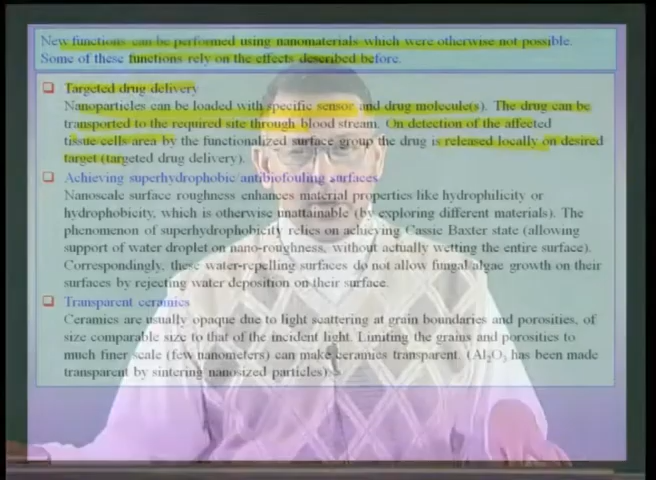 New functions can be performed using nanomaterials which were otherwise not possible.
Some of these functions rely on the effects described before.
❑ Targeted drug delivery
Nanoparticles can be loaded with specific sensor and drug molecule(s). The drug can be
transported to the required site through blood stream. On detection of the affected
tissue cells area by the functionalized surface group the drug is released locally on desired
target (targeted drug delivery).
❑ Achieving superhydrophobic antibiofouling surfaces
Nanoscale surface roughness enhances material properties like hydrophilicity or
hydrophobicity, which is otherwise unattainable (by exploring different materials). The
phenomenon of superhydrophobicity relies on achieving Cassie Baxter state (allowing
support of water droplet on nano-roughness, without actually wetting the entire surface).
Correspondingly, these water-repelling surfaces do not allow fungal algae growth on their
surfaces by rejecting water deposition on their surface.
❑ Transparent ceramics
Ceramics are usually opaque due to light scattering at grain boundaries and porosities, of
size comparable size to that of the incident light. Limiting the grains and porosities to
much finer scale (few nanometers) can make ceramics transparent. (Al₂O₃ has been made
transparent by sintering nanosized particles).